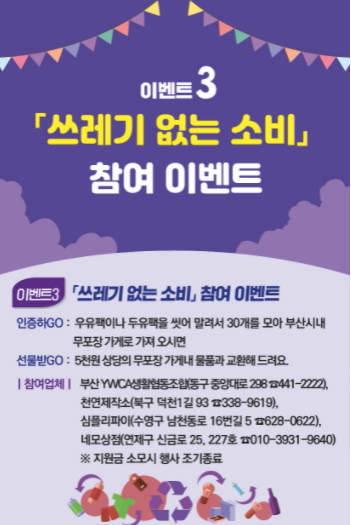 이벤트 3
「쓰레기 없는 소비」
참여 이벤트
이벤트3 「쓰레기 없는 소비」 참여 이벤트
인증하GO : 우유팩이나 두유팩을 씻어 말려서 30개를 모아 부산시내
무포장 가게로 가져 오시면
선물받GO : 5천원 상당의 무포장 가게내 물품과 교환해 드려요.
| 참여업체 | 부산 YWCA생활협동조합(동구 중앙대로 298 ☎441-2222),
천연제작소(북구 덕천1길 93 ☎338-9619),
심플리파이(수영구 남천동로 16번길 5 ☎628-0622),
네모상점(연제구 신금로 25, 227호 ☎010-3931-9640)
※ 지원금 소모시 행사 조기종료